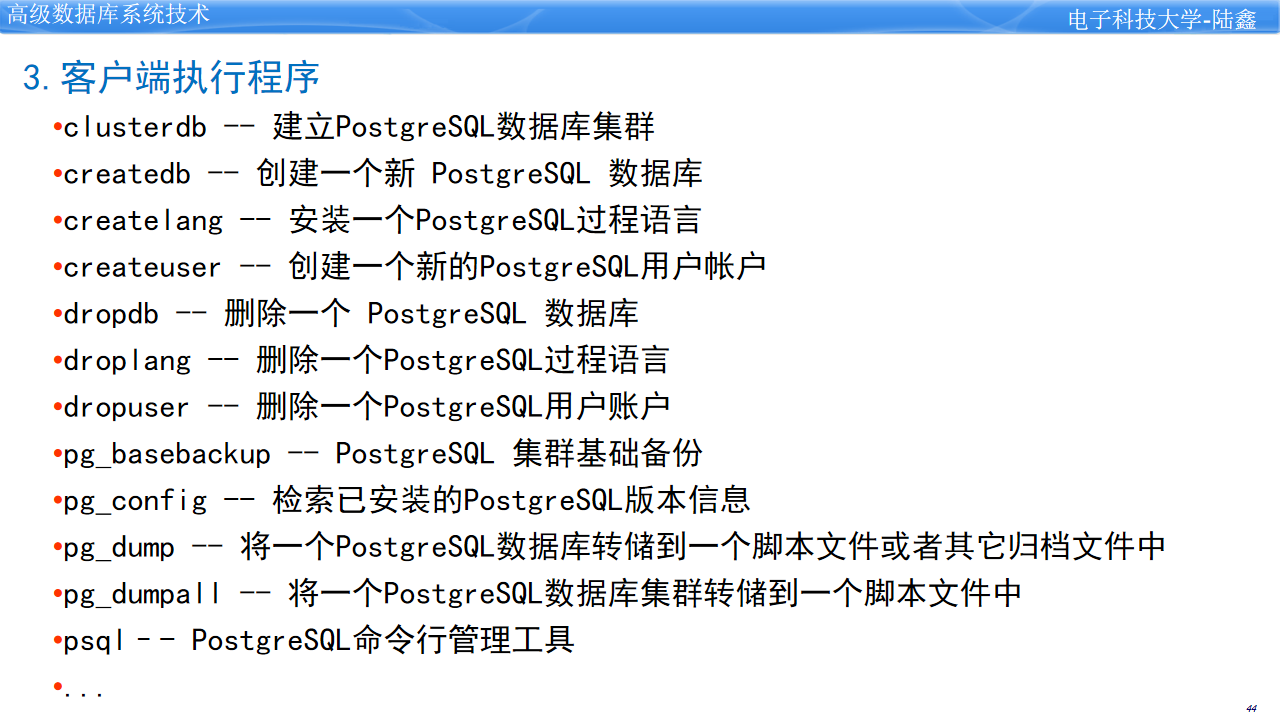 高级数据库系统技术
电子科技大学-陆鑫
3.客户端执行程序
•clusterdb -- 建立PostgreSQL数据库集群
•createdb -- 创建一个新 PostgreSQL 数据库
•createlang -- 安装一个PostgreSQL过程语言
•createuser -- 创建一个新的PostgreSQL用户帐户
•dropdb -- 删除一个 PostgreSQL 数据库
•droplang -- 删除一个PostgreSQL过程语言
•dropuser -- 删除一个PostgreSQL用户账户
•pg_basebackup -- PostgreSQL 集群基础备份
•pg_config -- 检索已安装的PostgreSQL版本信息
•pg_dump -- 将一个PostgreSQL数据库转储到一个脚本文件或者其它归档文件中
•pg_dumpall -- 将一个PostgreSQL数据库集群转储到一个脚本文件中
•psql -- PostgreSQL命令行管理工具
•...
44